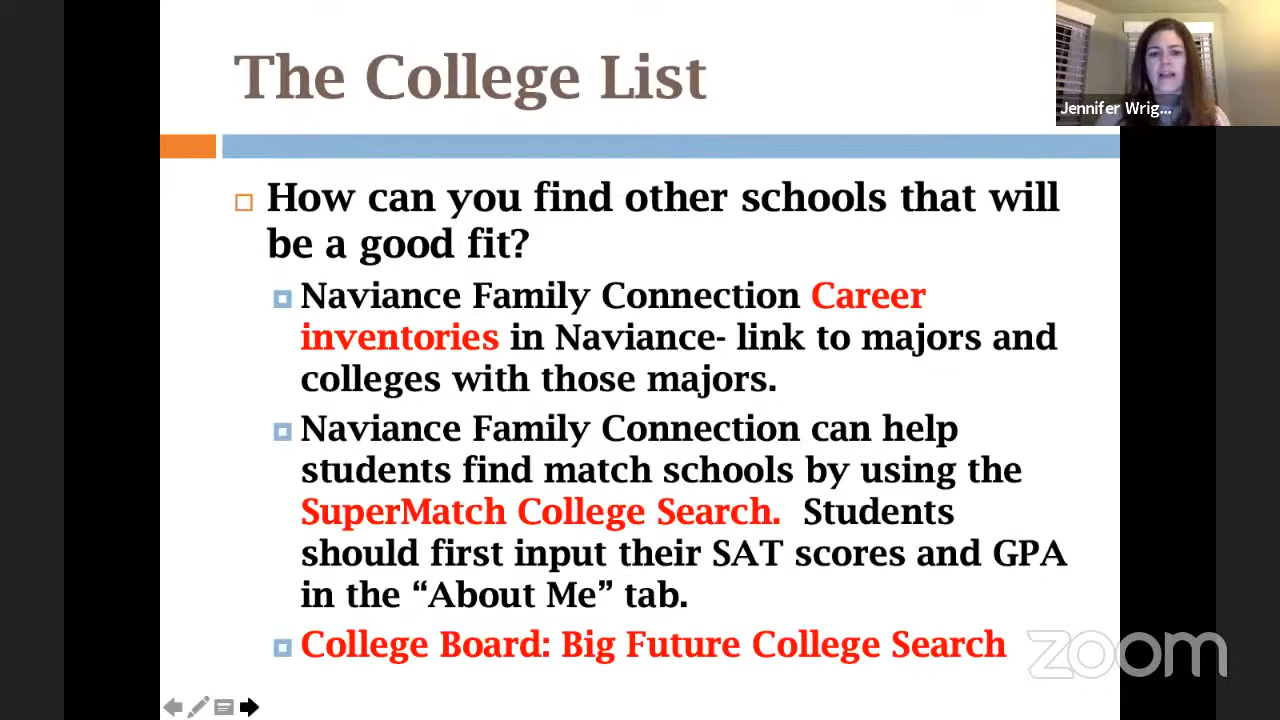 The College List
Jennifer Wrig...
How can you find other schools that will
be a good fit?
Naviance Family Connection Career
inventories in Naviance- link to majors and
colleges with those majors.
Naviance Family Connection can help
students find match schools by using the
SuperMatch College Search.  Students
should first input their SAT scores and GPA
in the “About Me” tab.
College Board: Big Future College Search
zoom